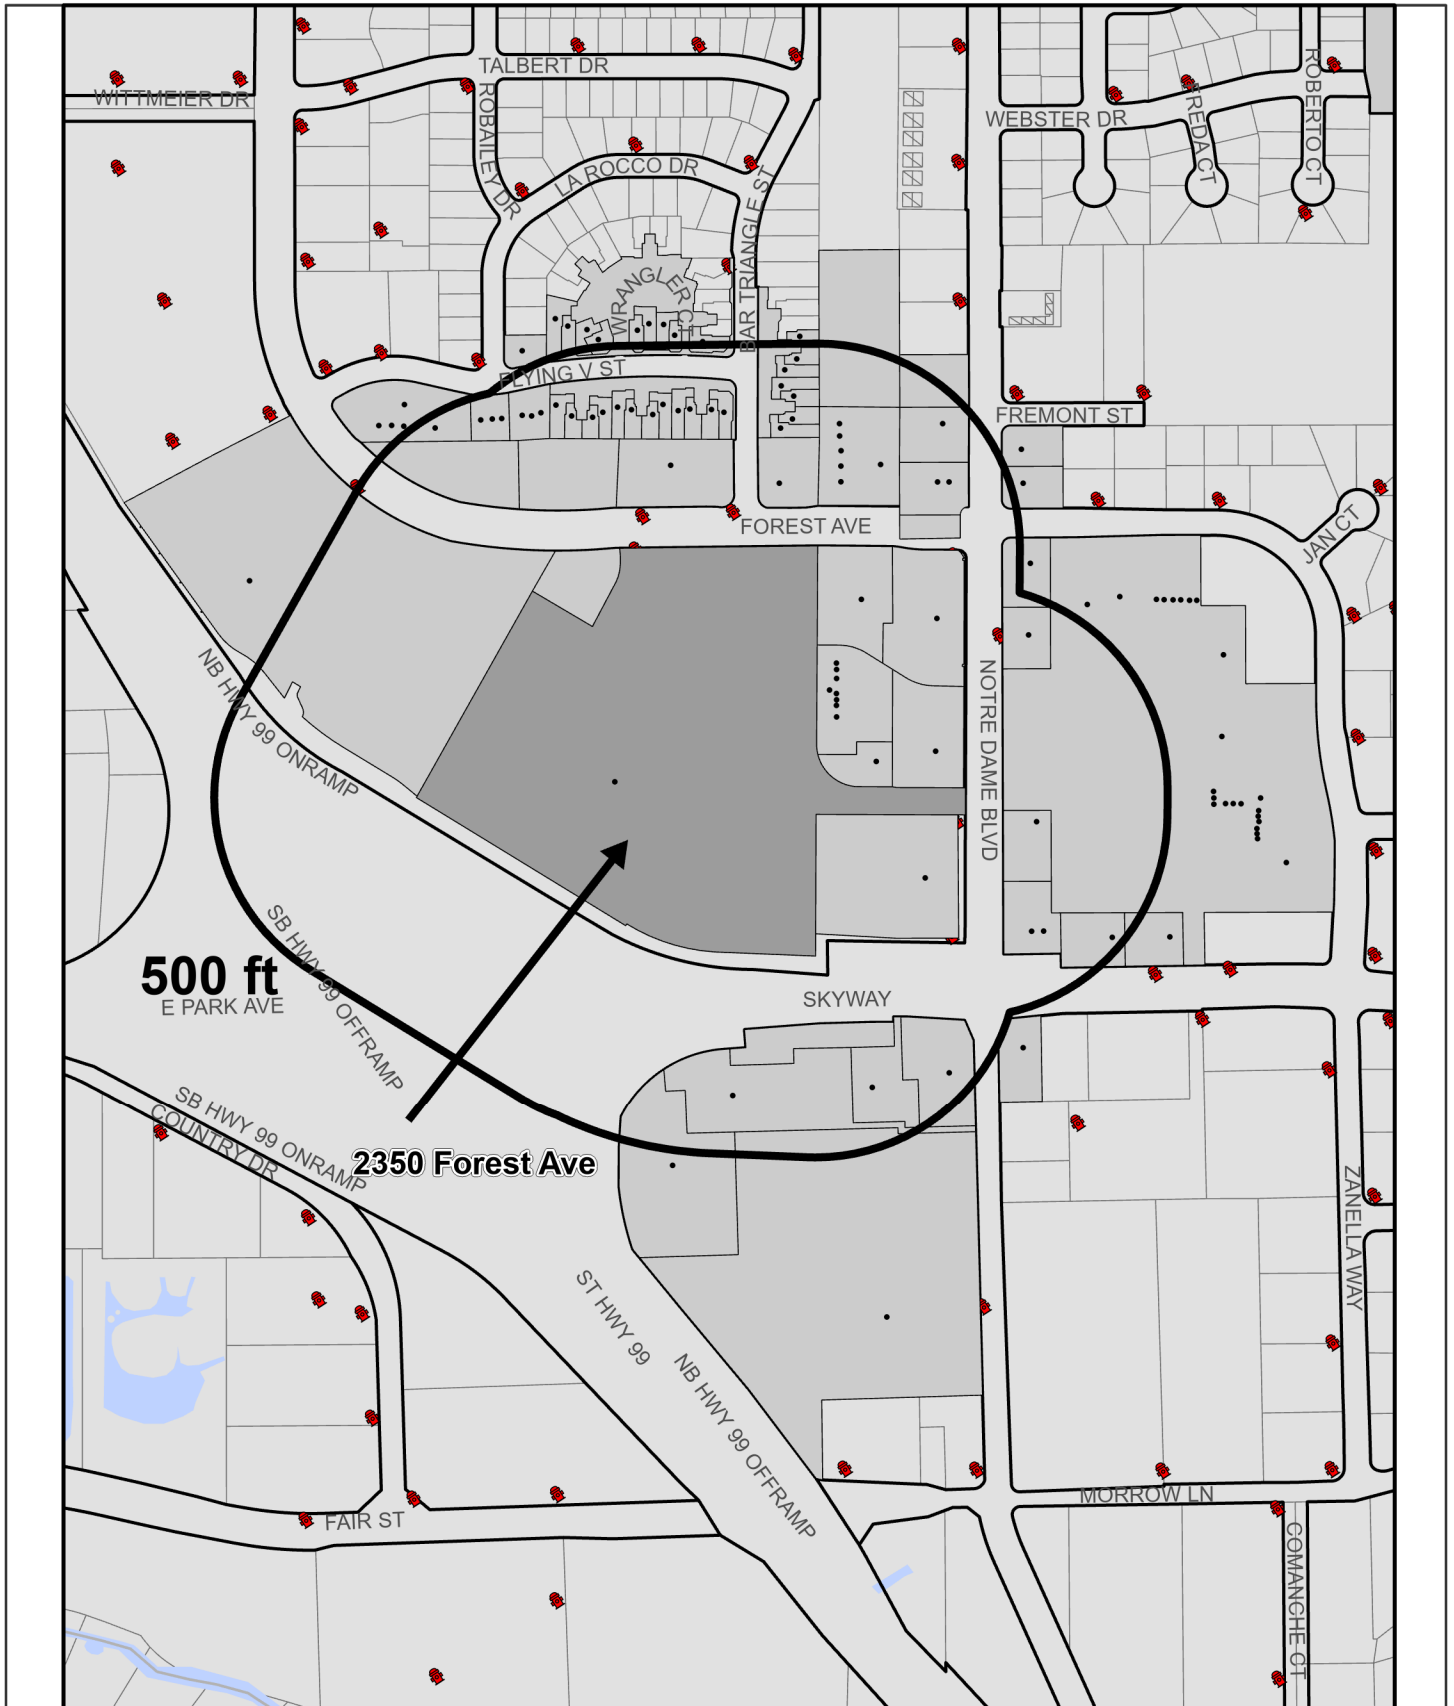 TALBERT DR
WITTMEIER DR
ROBAILEY DR
WEBSTER DR
FREDA CT
ROBERTO CT
LA ROCCO DR
BAR TRIANGLE ST
WRANGLER CT
FLYING V ST
FREMONT ST
FOREST AVE
JAN CT
NB HWY 99 ONRAMP
NOTRE DAME BLVD
SB HWY 99 OFFRAMP
500 ft
E PARK AVE
SKYWAY
SB HWY 99 ONRAMP
COUNTRY DR
2350 Forest Ave
ZANELLA WAY
ST HWY 99
NB HWY 99 OFFRAMP
MORROW LN
FAIR ST
COMANCHE CT